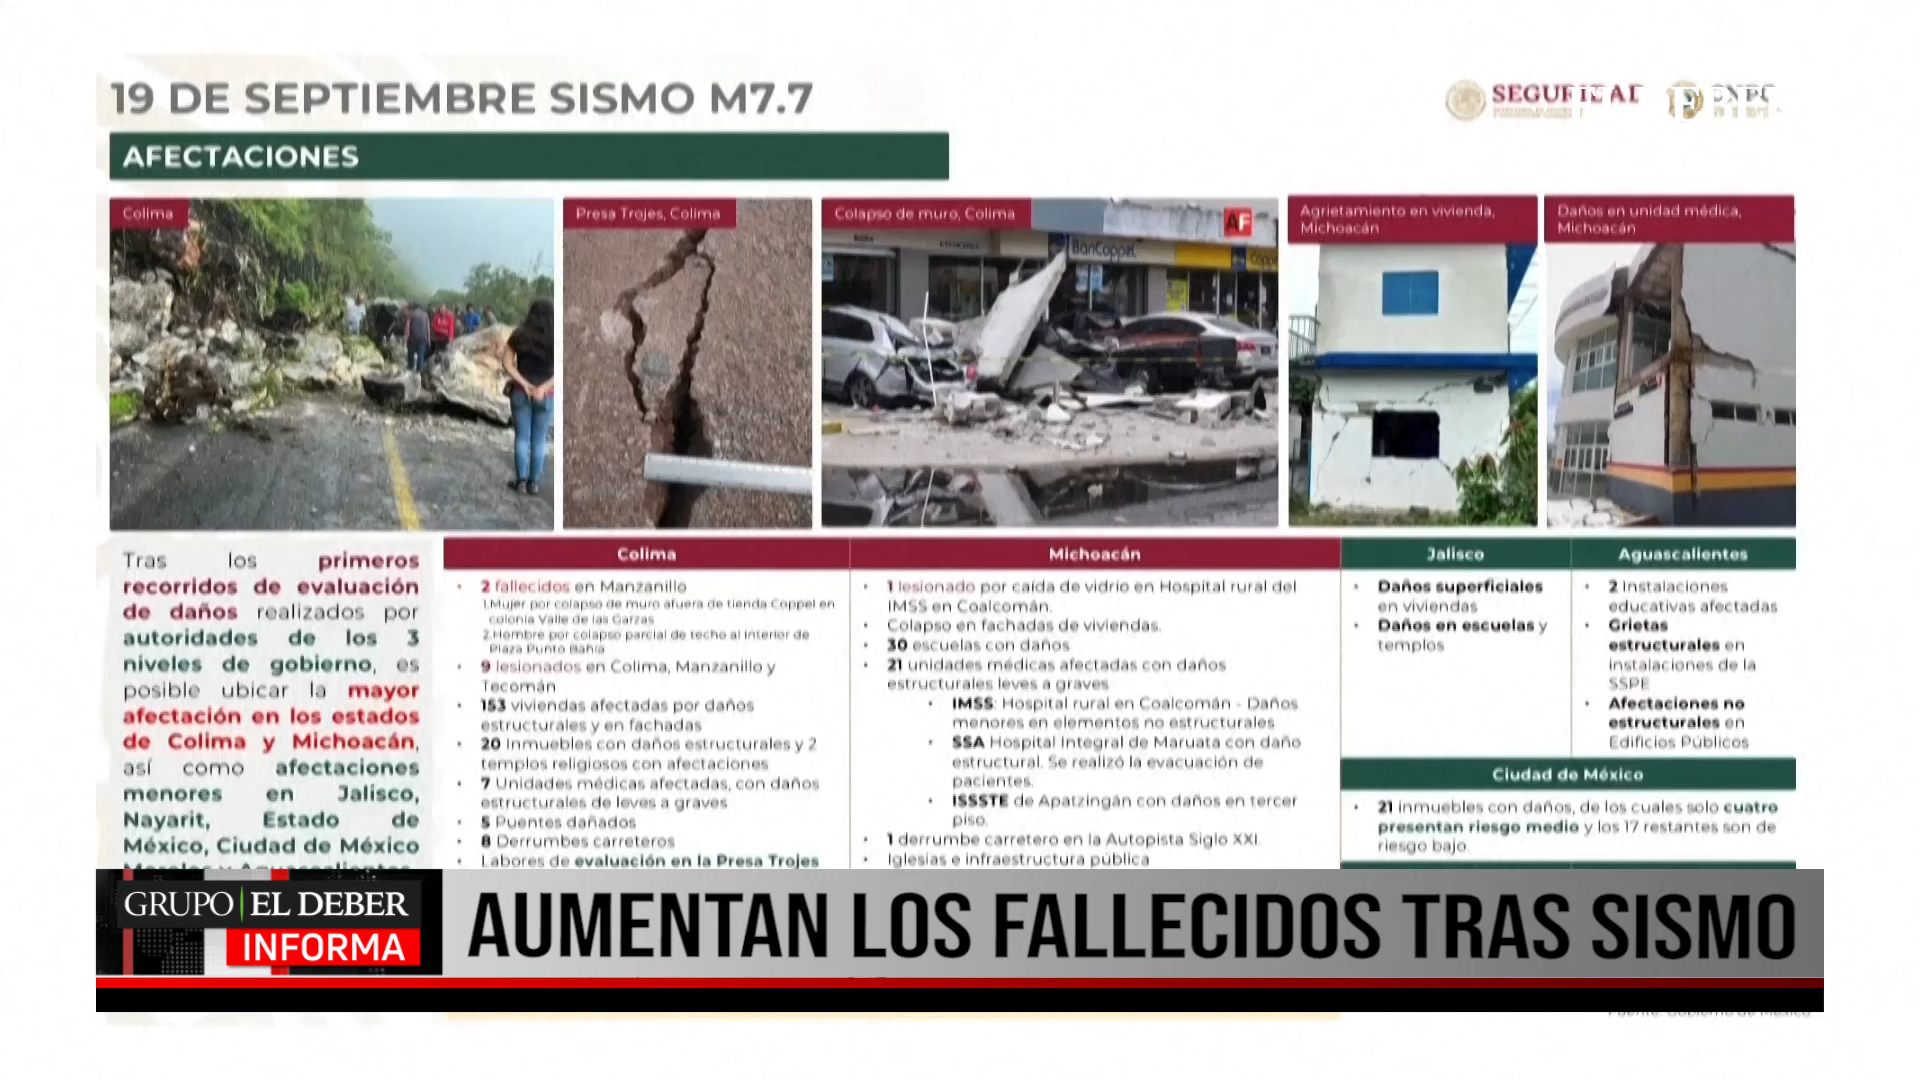 19 DE SEPTIEMBRE SISMO M7.7
AFECTACIONES
Colima
Presa Trojes, Colima
Colapso de muro, Colima
AF
BanCoppel
Agrietamiento en vivienda,
Michoacán
Daños en unidad médica,
Michoacán
Tras los primeros
recorridos de evaluación
de daños realizados por
autoridades de los 3
niveles de gobierno, es
posible ubicar la mayor
afectación en los estados
de Colima y Michoacán,
así como afectaciones
menores en Jalisco,
Nayarit, Estado de
México, Ciudad de México
Colima
• 2 fallecidos en Manzanillo
1.Mujer por colapso de muro afuera de tienda Coppel en
colonia Valle de las Garzas
2.Hombre por colapso parcial de techo al interior de
Plaza Punto Bahía
• 9 lesionados en Colima, Manzanillo y
Tecomán
• 153 viviendas afectadas por daños
estructurales y en fachadas
• 20 Inmuebles con daños estructurales y 2
templos religiosos con afectaciones
• 7 Unidades médicas afectadas, con daños
estructurales de leves a graves
• 5 Puentes dañados
• 8 Derrumbes carreteros
• Labores de evaluación en la Presa Trojes
Michoacán
• 1 lesionado por caída de vidrio en Hospital rural del
IMSS en Coalcomán.
• Colapso en fachadas de viviendas.
• 30 escuelas con daños
• 21 unidades médicas afectadas con daños
estructurales leves a graves
• IMSS: Hospital rural en Coalcomán - Daños
menores en elementos no estructurales
• SSA Hospital Integral de Maruata con daño
estructural. Se realizó la evacuación de
pacientes.
• ISSSTE de Apatzingán con daños en tercer
piso.
• 1 derrumbe carretero en la Autopista Siglo XXI.
• Iglesias e infraestructura pública
Jalisco
• Daños superficiales
en viviendas
• Daños en escuelas y
templos
Aguascalientes
• 2 Instalaciones
educativas afectadas
• Grietas
estructurales en
instalaciones de la
SSPE
• Afectaciones no
estructurales en
Edificios Públicos
Ciudad de México
• 21 inmuebles con daños, de los cuales solo cuatro
presentan riesgo medio y los 17 restantes son de
riesgo bajo.
GRUPO EL DEBER
INFORMA
AUMENTAN LOS FALLECIDOS TRAS SISMO